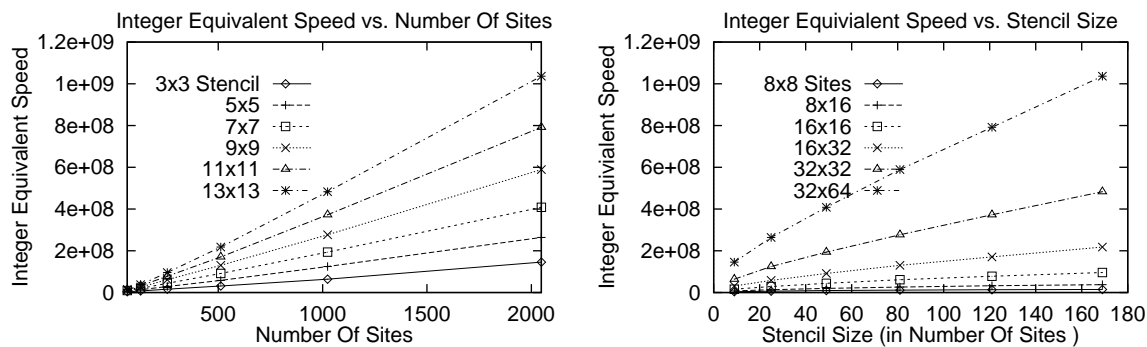 Integer Equivalent Speed vs. Number Of Sites
Integer Equivalent Speed
1.2e+09
1e+09
8e+08
6e+08
4e+08
2e+08
0
3x3 Stencil
5x5
7x7
9x9
11x11
13x13
500
1000
1500
2000
Number Of Sites
Integer Equivialent Speed vs. Stencil Size
Integer Equivialent Speed
1.2e+09
1e+09
8e+08
6e+08
4e+08
2e+08
0
8x8 Sites
8x16
16x16
16x32
32x32
32x64
0 20 40 60 80 100 120 140 160 180
Stencil Size (in Number Of Sites )